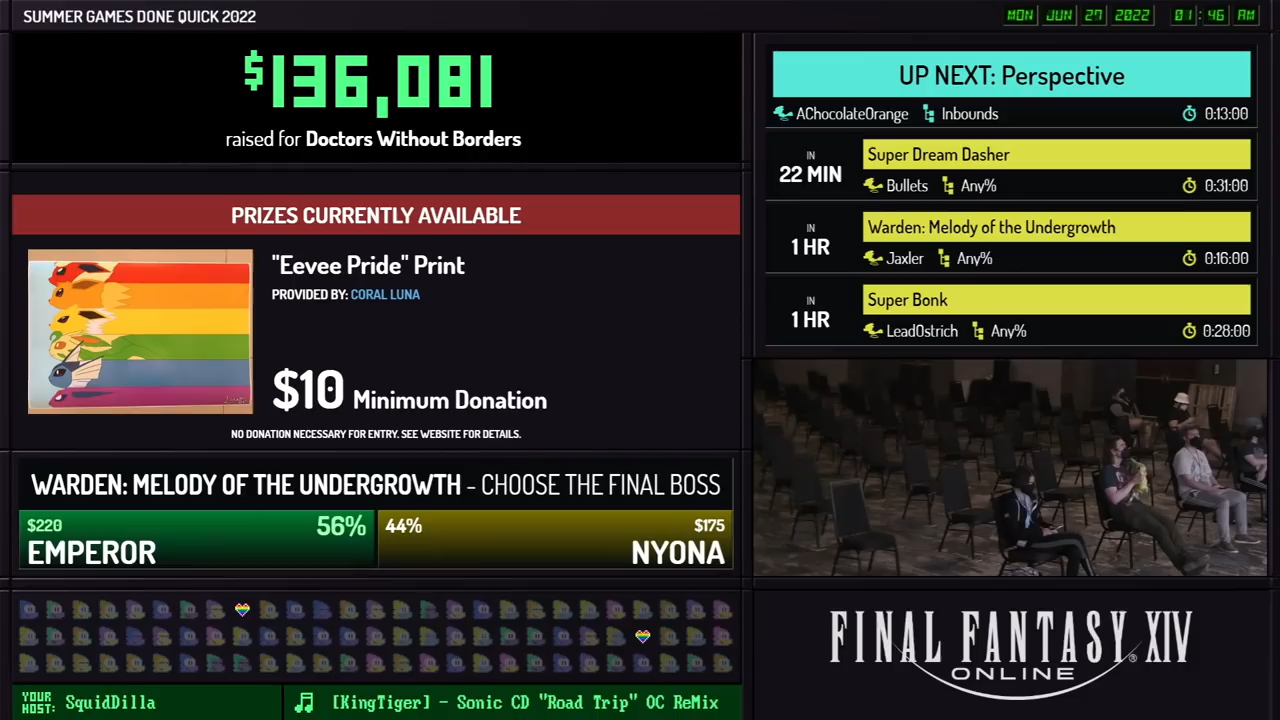 SUMMER GAMES DONE QUICK 2022
MON JUN 27 2022 01:46 AM
$136,081
raised for Doctors Without Borders
PRIZES CURRENTLY AVAILABLE
"Eevee Pride" Print
PROVIDED BY: CORAL LUNA
$10 Minimum Donation
NO DONATION NECESSARY FOR ENTRY. SEE WEBSITE FOR DETAILS.
WARDEN: MELODY OF THE UNDERGROWTH - CHOOSE THE FINAL BOSS
$220 56% 44% $175
EMPEROR NYONA
YOUR HOST: SquidDilla
[KingTiger] - Sonic CD "Road Trip" OC ReMix
UP NEXT: Perspective
AChocolateOrange Inbounds 0:13:00
IN 22 MIN
Super Dream Dasher
Bullets Any% 0:31:00
IN 1 HR
Warden: Melody of the Undergrowth
Jaxler Any% 0:16:00
IN 1 HR
Super Bonk
LeadOstrich Any% 0:28:00
FINAL FANTASY XIV
ONLINE